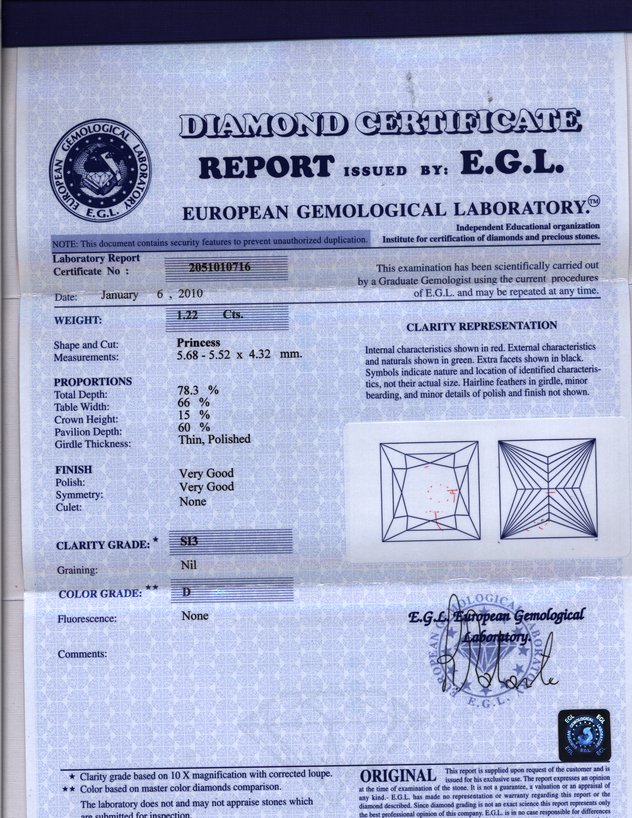 DIAMOND CERTIFICATE
REPORT ISSUED BY: E.G.L.
EUROPEAN GEMOLOGICAL LABORATORY.™
EUROPEAN GEMOLOGICAL LABORATORY
E.G.L.
Independent Educational organization
Institute for certification of diamonds and precious stones.
NOTE: This document contains security features to prevent unauthorized duplication.
Laboratory Report
Certificate No : 2051010716
Date: January 6 , 2010
This examination has been scientifically carried out
by a Graduate Gemologist using the current procedures
of E.G.L. and may be repeated at any time.
WEIGHT: 1.22 Cts.
Shape and Cut: Princess
Measurements: 5.68 - 5.52 x 4.32 mm.
PROPORTIONS
Total Depth: 78.3 %
Table Width: 66 %
Crown Height: 15 %
Pavilion Depth: 60 %
Girdle Thickness: Thin, Polished
FINISH
Polish: Very Good
Symmetry: Very Good
Culet: None
CLARITY GRADE: * SI3
Graining: Nil
COLOR GRADE: ** D
Fluorescence: None
Comments:
CLARITY REPRESENTATION
Internal characteristics shown in red. External characteristics
and naturals shown in green. Extra facets shown in black.
Symbols indicate nature and location of identified characteris-
tics, not their actual size. Hairline feathers in girdle, minor
bearding, and minor details of polish and finish not shown.
E.G.L. European Gemological
Laboratory.
EUROPEAN GEMOLOGICAL LABORATORY
E.G.L.
EGL EGL
★ Clarity grade based on 10 X magnification with corrected loupe.
★★ Color based on master color diamonds comparison.
The laboratory does not and may not appraise stones which
are submitted for inspection.
ORIGINAL This report is supplied upon request of the customer and is
issued for his exclusive use. The report expresses an opinion
at the time of examination of the stone. It is not a guarantee, a valuation or an appraisal of
any kind.- E.G.L. has made no representation or warranty regarding this report or the
diamond described. Since diamond grading is not an exact science this report represents only
the best professional opinion of this company. E.G.L. is in no case responsible for differences